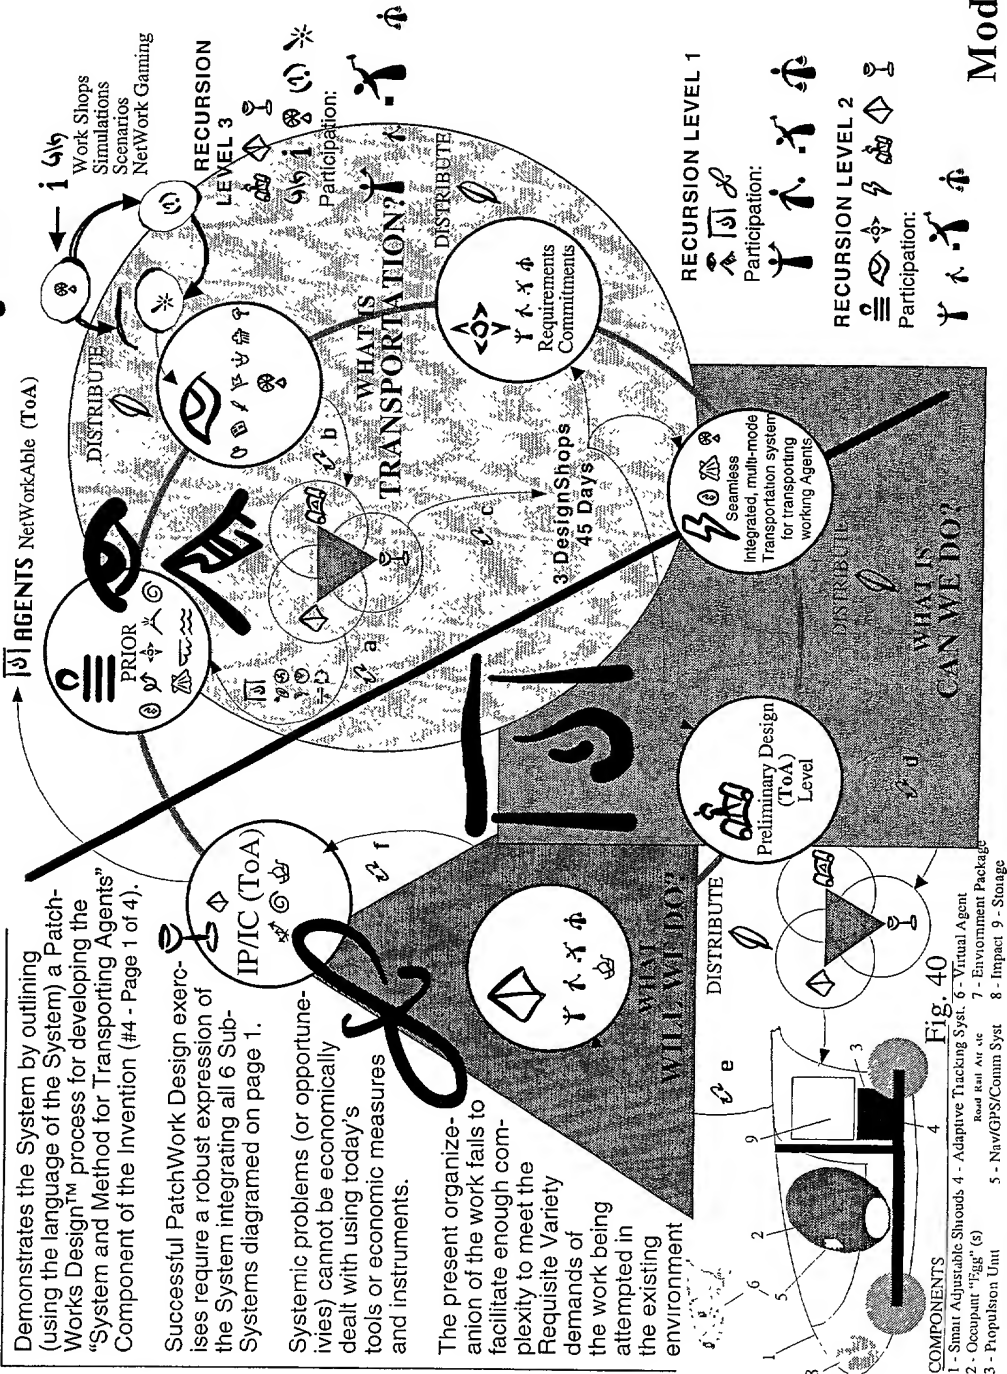 Demonstrates the System by outlining
(using the language of the System) a Patch-
Works Design™ process for developing the
“System and Method for Transporting Agents”
Component of the Invention (#4 - Page 1 of 4).
Successful PatchWork Design exerc-
ises require a robust expression of
the System integrating all 6 Sub-
Systems diagramed on page 1.
Systemic problems (or opportune-
ivies) cannot be economically
dealt with using today's
tools or economic measures
and instruments.
The present organize-
anion of the work fails to
facilitate enough com-
plexity to meet the
Requisite Variety
demands of
the work being
attempted in
the existing
environment
AGENTS NetWorkAble (ToA)
PRIOR
IP/IC (ToA)
DISTRIBUTE
i
Work Shops
Simulations
Scenarios
NetWork Gaming
RECURSION
LEVEL 3
i
(?)
Participation:
WHAT IS
TRANSPORTATION?
DISTRIBUTE
a
b
c
3 DesignShops
45 Days
Requirements
Commitments
Seamless
Integrated, multi-mode
Transportation system
for transporting
working Agents
DISTRIBUTE
WHAT IS
CAN WE DO?
d
Preliminary Design
(ToA)
Level
f
WHAT
WILL WE DO?
DISTRIBUTE
e
RECURSION LEVEL 1
Participation:
RECURSION LEVEL 2
Participation:
Mod
1
2
3
4
5
6
8
9
Fig. 40
COMPONENTS
1 - Smart Adjustable Shrouds 4 - Adaptive Tracking Syst. 6 - Virtual Agent
2 - Occupant "Egg" (s) Road Rail Air etc 7 - Enviornment Package
3 - Propulsion Unit 5 - Nav/GPS/Comm Syst 8 - Impact 9 - Storage